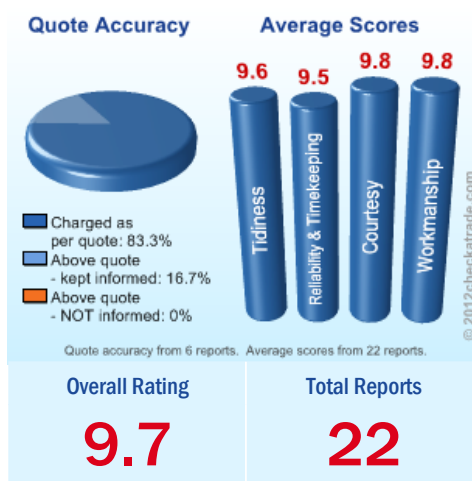 Quote Accuracy
Charged as
per quote: 83.3%
Above quote
- kept informed: 16.7%
Above quote
- NOT informed: 0%
Average Scores
9.6
9.5
9.8
9.8
Tidiness
Reliability & Timekeeping
Courtesy
Workmanship
© 2012checkatrade.com
Quote accuracy from 6 reports. Average scores from 22 reports.
Overall Rating
9.7
Total Reports
22